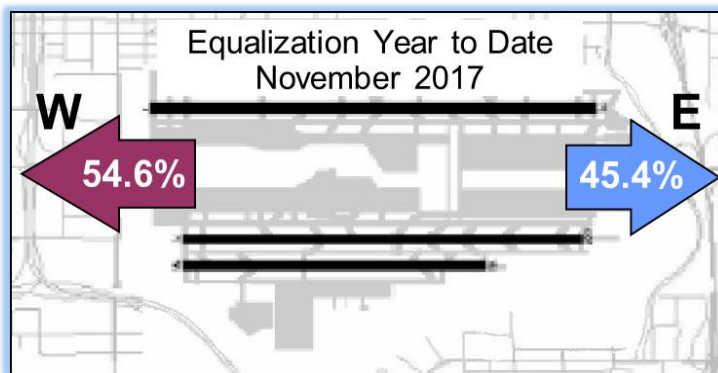 Equalization Year to Date
November 2017
W
E
54.6%
45.4%